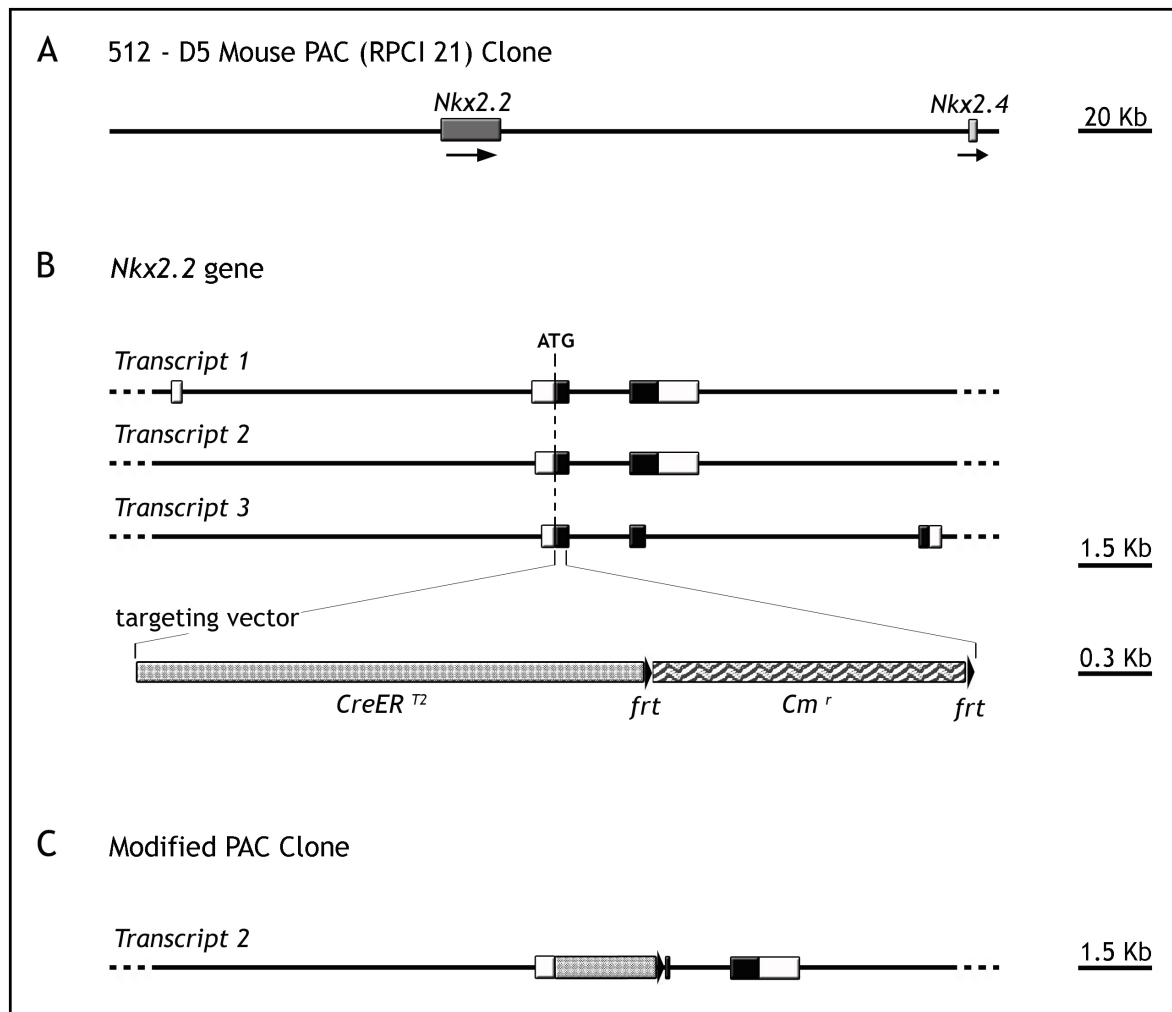 A 512 - D5 Mouse PAC (RPCI 21) Clone
Nkx2.2
Nkx2.4
20 Kb
B Nkx2.2 gene
ATG
Transcript 1
Transcript 2
Transcript 3
1.5 Kb
targeting vector
0.3 Kb
CreER T2
frt
Cm r
frt
C Modified PAC Clone
Transcript 2
1.5 Kb